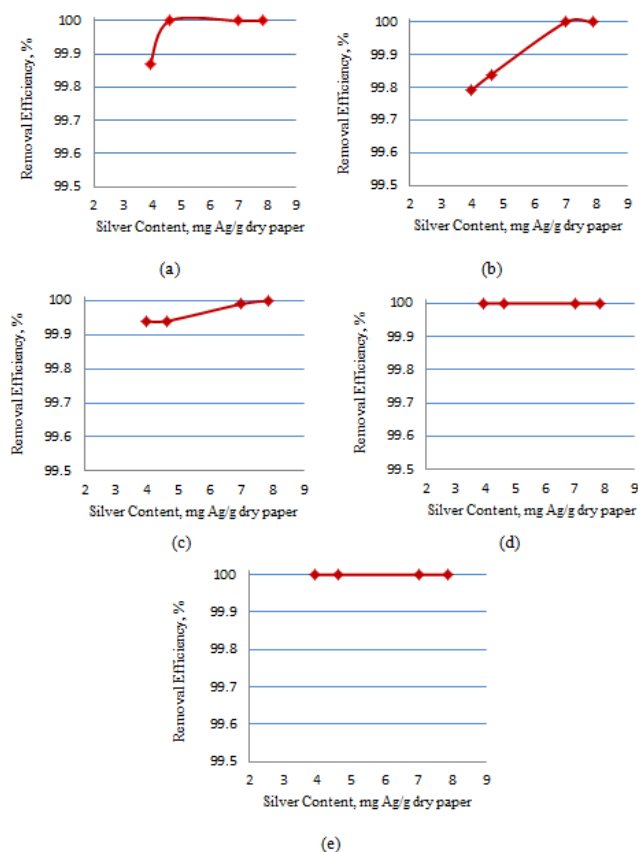 Removal Efficiency, %
100
99.9
99.8
99.7
99.6
99.5
2 3 4 5 6 7 8 9
Silver Content, mg Ag/g dry paper
(a)
Removal Efficiency, %
100
99.9
99.8
99.7
99.6
99.5
2 3 4 5 6 7 8 9
Silver Content, mg Ag/g dry paper
(b)
Removal Efficiency, %
100
99.9
99.8
99.7
99.6
99.5
2 3 4 5 6 7 8 9
Silver Content, mg Ag/g dry paper
(c)
Removal Efficiency, %
100
99.9
99.8
99.7
99.6
99.5
2 3 4 5 6 7 8 9
Silver Content, mg Ag/g dry paper
(d)
Removal Efficiency, %
100
99.9
99.8
99.7
99.6
99.5
2 3 4 5 6 7 8 9
Silver Content, mg Ag/g dry paper
(e)